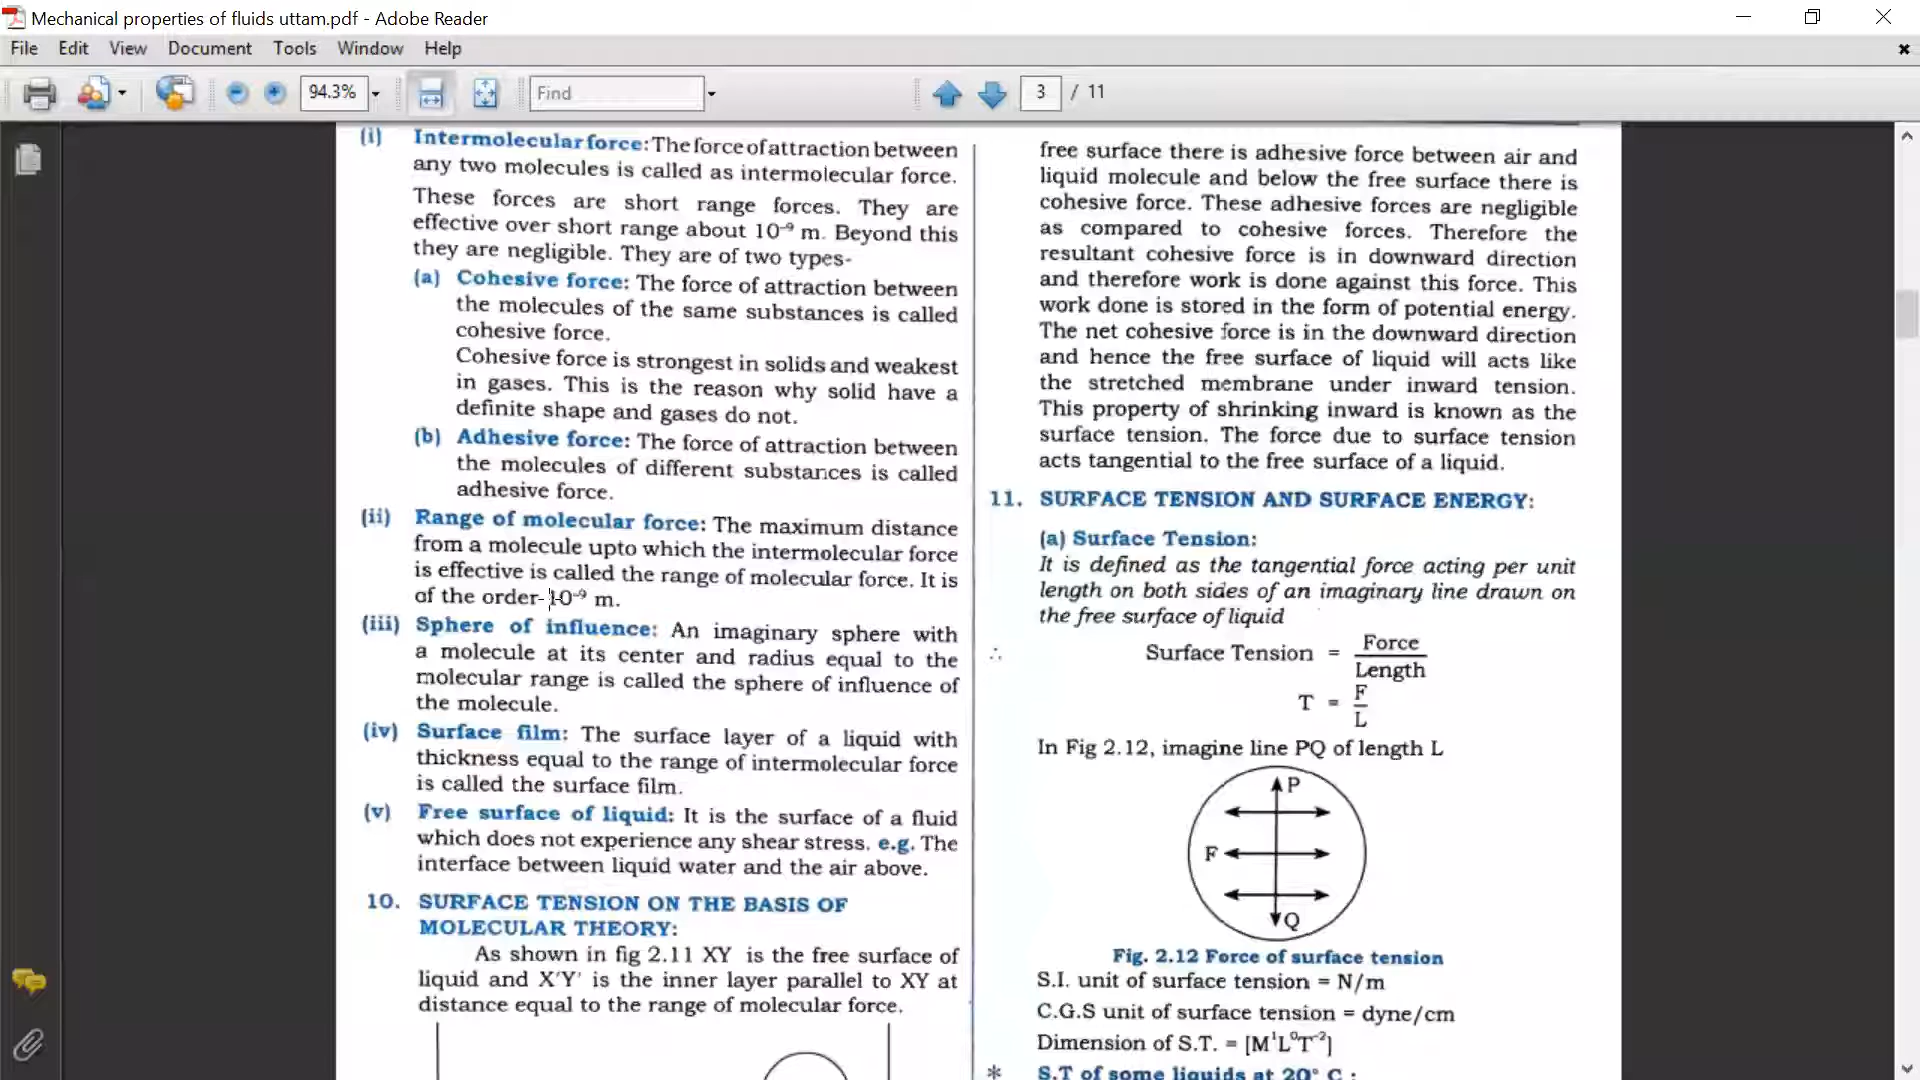 Mechanical properties of fluids uttam.pdf - Adobe Reader
File Edit View Document Tools Window Help
94.3% Find 3 / 11
(i) Intermolecular force: The force of attraction between
any two molecules is called as intermolecular force.
These forces are short range forces. They are
effective over short range about 10⁻⁹ m. Beyond this
they are negligible. They are of two types-
(a) Cohesive force: The force of attraction between
the molecules of the same substances is called
cohesive force.
Cohesive force is strongest in solids and weakest
in gases. This is the reason why solid have a
definite shape and gases do not.
(b) Adhesive force: The force of attraction between
the molecules of different substances is called
adhesive force.
(ii) Range of molecular force: The maximum distance
from a molecule upto which the intermolecular force
is effective is called the range of molecular force. It is
of the order- 10⁻⁹ m.
(iii) Sphere of influence: An imaginary sphere with
a molecule at its center and radius equal to the
molecular range is called the sphere of influence of
the molecule.
(iv) Surface film: The surface layer of a liquid with
thickness equal to the range of intermolecular force
is called the surface film.
(v) Free surface of liquid: It is the surface of a fluid
which does not experience any shear stress. e.g. The
interface between liquid water and the air above.
10. SURFACE TENSION ON THE BASIS OF
MOLECULAR THEORY:
As shown in fig 2.11 XY is the free surface of
liquid and X'Y' is the inner layer parallel to XY at
distance equal to the range of molecular force.
free surface there is adhesive force between air and
liquid molecule and below the free surface there is
cohesive force. These adhesive forces are negligible
as compared to cohesive forces. Therefore the
resultant cohesive force is in downward direction
and therefore work is done against this force. This
work done is stored in the form of potential energy.
The net cohesive force is in the downward direction
and hence the free surface of liquid will acts like
the stretched membrane under inward tension.
This property of shrinking inward is known as the
surface tension. The force due to surface tension
acts tangential to the free surface of a liquid.
11. SURFACE TENSION AND SURFACE ENERGY:
(a) Surface Tension:
It is defined as the tangential force acting per unit
length on both sides of an imaginary line drawn on
the free surface of liquid
∴ Surface Tension = Force / Length
T = F / L
In Fig 2.12, imagine line PQ of length L
P
F
Q
Fig. 2.12 Force of surface tension
S.I. unit of surface tension = N/m
C.G.S unit of surface tension = dyne/cm
Dimension of S.T. = [M¹L⁰T⁻²]
* S.T of some liquids at 20° C :